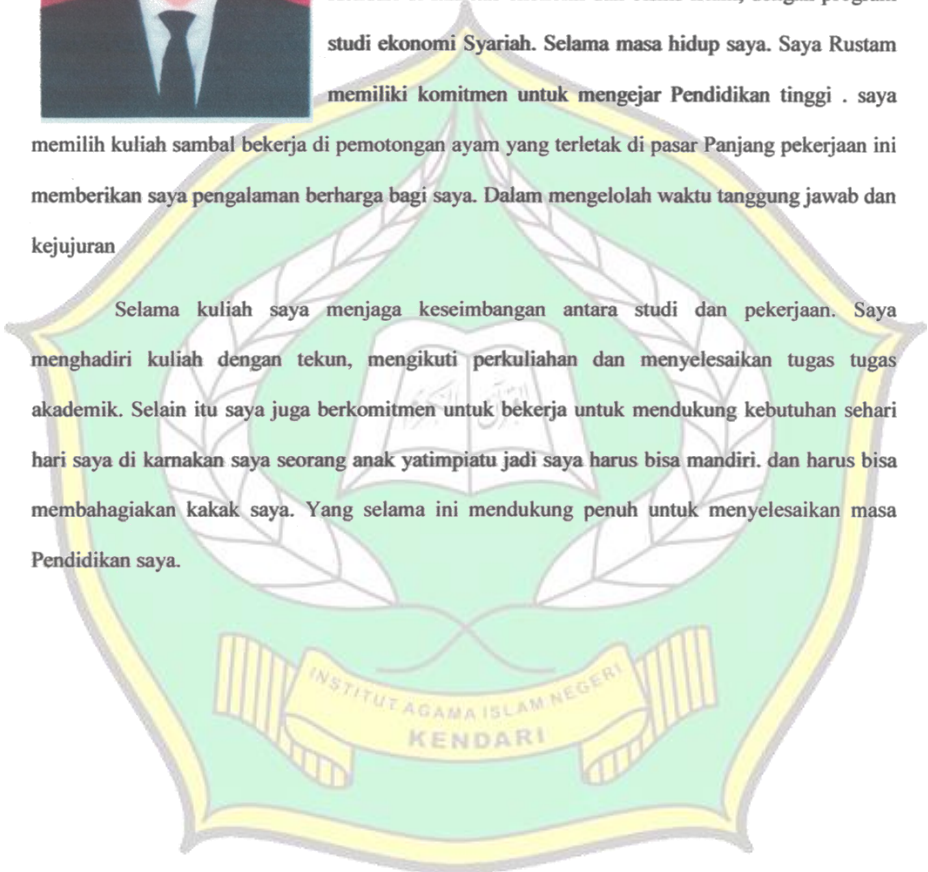 studi ekonomi Syariah. Selama masa hidup saya. Saya Rustam
memiliki komitmen untuk mengejar Pendidikan tinggi . saya
memilih kuliah sambal bekerja di pemotongan ayam yang terletak di pasar Panjang pekerjaan ini
memberikan saya pengalaman berharga bagi saya. Dalam mengelolah waktu tanggung jawab dan
kejujuran
Selama kuliah saya menjaga keseimbangan antara studi dan pekerjaan. Saya
menghadiri kuliah dengan tekun, mengikuti perkuliahan dan menyelesaikan tugas tugas
akademik. Selain itu saya juga berkomitmen untuk bekerja untuk mendukung kebutuhan sehari
hari saya di karnakan saya seorang anak yatimpiatu jadi saya harus bisa mandiri. dan harus bisa
membahagiakan kakak saya. Yang selama ini mendukung penuh untuk menyelesaikan masa
Pendidikan saya.
INSTITUT AGAMA ISLAM NEGERI
KENDARI